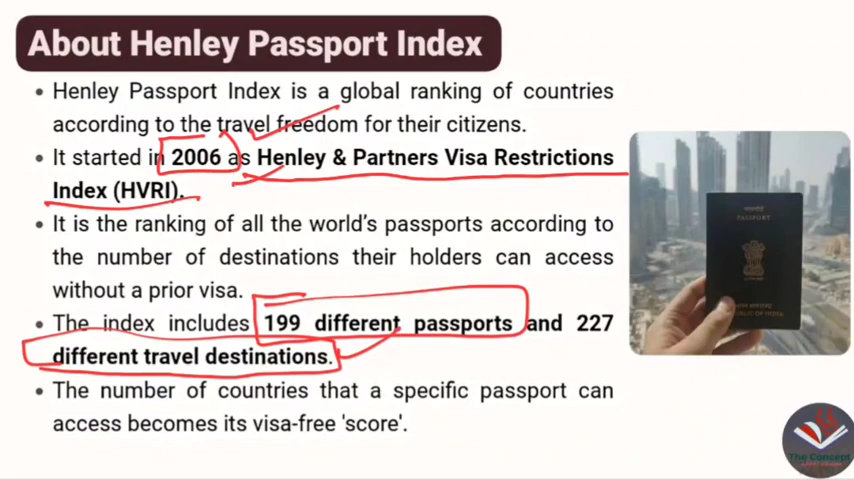 About Henley Passport Index
• Henley Passport Index is a global ranking of countries
according to the travel freedom for their citizens.
• It started in 2006 as Henley & Partners Visa Restrictions
Index (HVRI).
• It is the ranking of all the world's passports according to
the number of destinations their holders can access
without a prior visa.
• The index includes 199 different passports and 227
different travel destinations.
• The number of countries that a specific passport can
access becomes its visa-free 'score'.
PASSPORT
REPUBLIC OF INDIA
The Concept